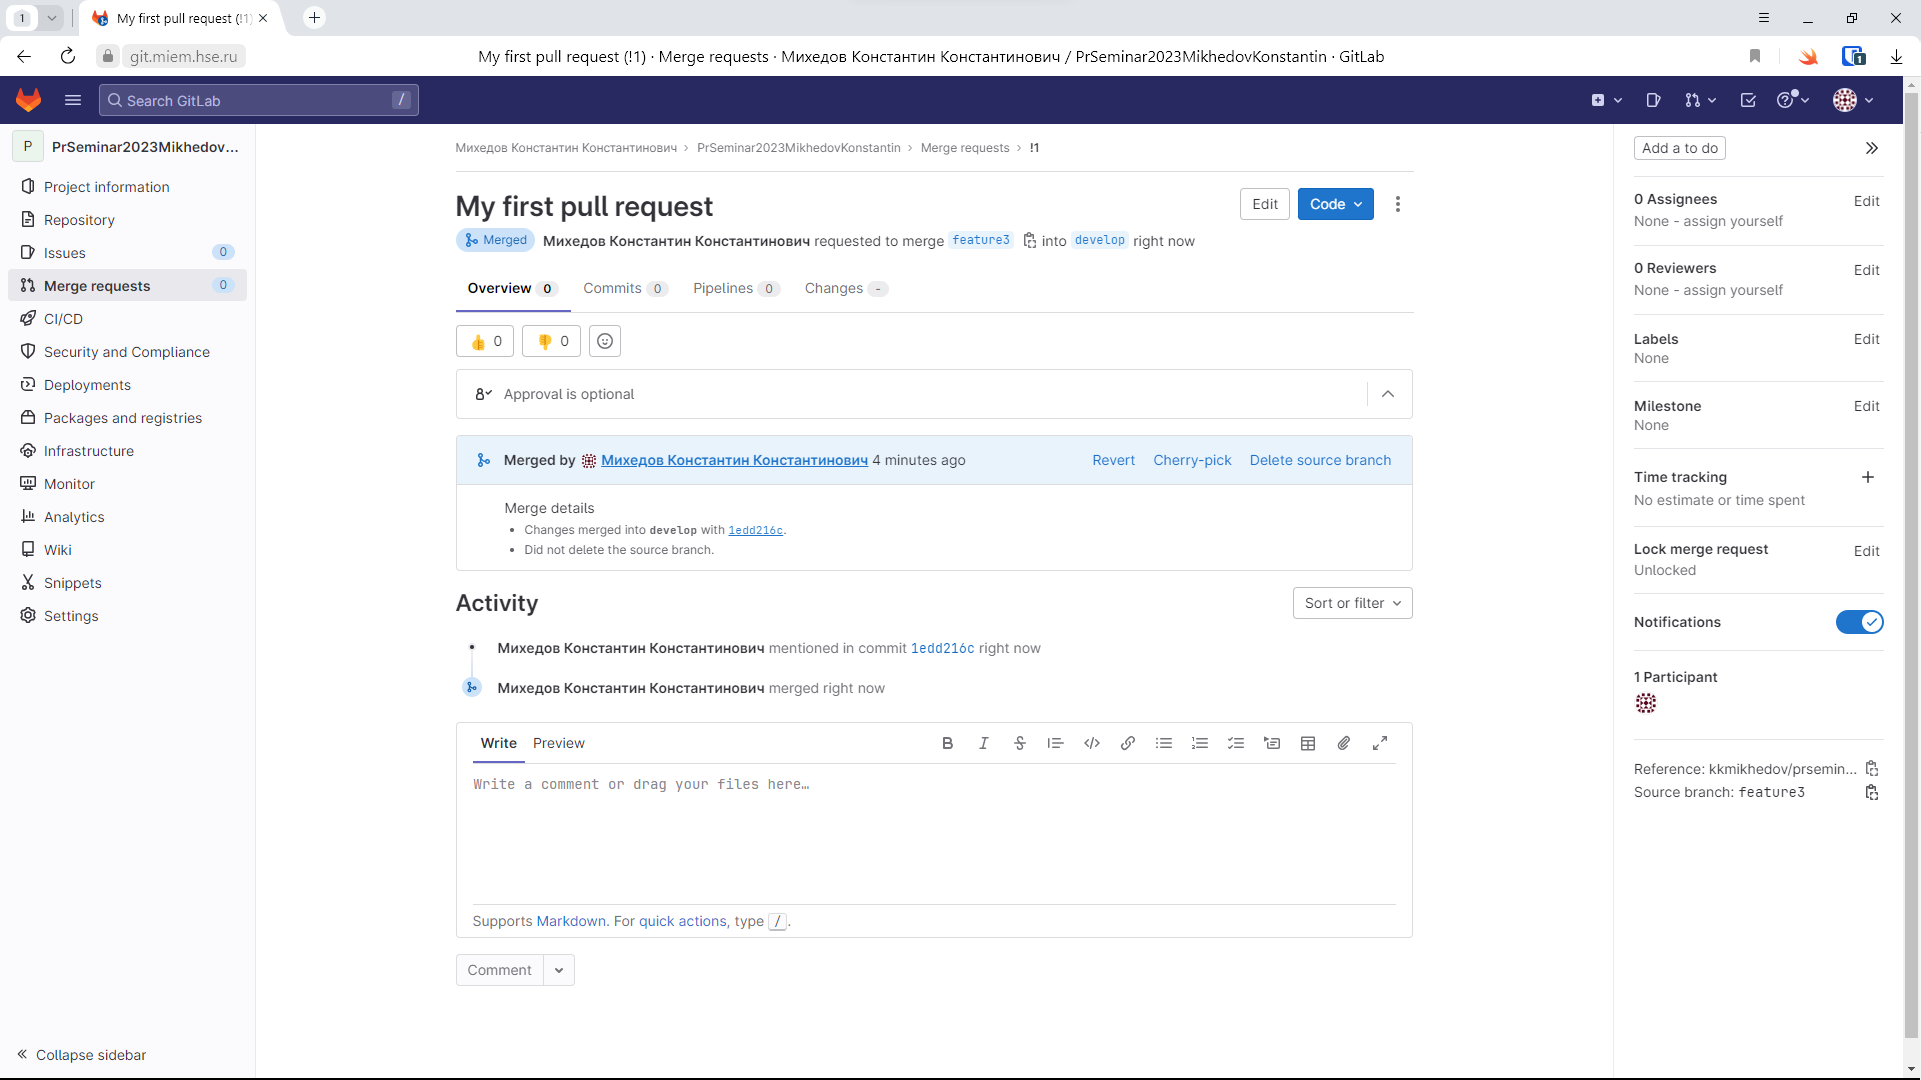 1
My first pull request (!1)
git.miem.hse.ru
My first pull request (!1) · Merge requests · Михедов Константин Константинович / PrSeminar2023MikhedovKonstantin · GitLab
1
Search GitLab
/
P
PrSeminar2023Mikhedov...
Project information
Repository
Issues 0
Merge requests 0
CI/CD
Security and Compliance
Deployments
Packages and registries
Infrastructure
Monitor
Analytics
Wiki
Snippets
Settings
Collapse sidebar
Михедов Константин Константинович › PrSeminar2023MikhedovKonstantin › Merge requests › !1
My first pull request
Edit
Code
Merged Михедов Константин Константинович requested to merge feature3 into develop right now
Overview 0 Commits 0 Pipelines 0 Changes -
0 0
Approval is optional
Merged by Михедов Константин Константинович 4 minutes ago
Revert Cherry-pick Delete source branch
Merge details
• Changes merged into develop with 1edd216c.
• Did not delete the source branch.
Activity
Sort or filter
Михедов Константин Константинович mentioned in commit 1edd216c right now
Михедов Константин Константинович merged right now
Write Preview
Write a comment or drag your files here…
Supports Markdown. For quick actions, type /.
Comment
Add a to do
0 Assignees Edit
None - assign yourself
0 Reviewers Edit
None - assign yourself
Labels Edit
None
Milestone Edit
None
Time tracking
No estimate or time spent
Lock merge request Edit
Unlocked
Notifications
1 Participant
Reference: kkmikhedov/prsemin...
Source branch: feature3